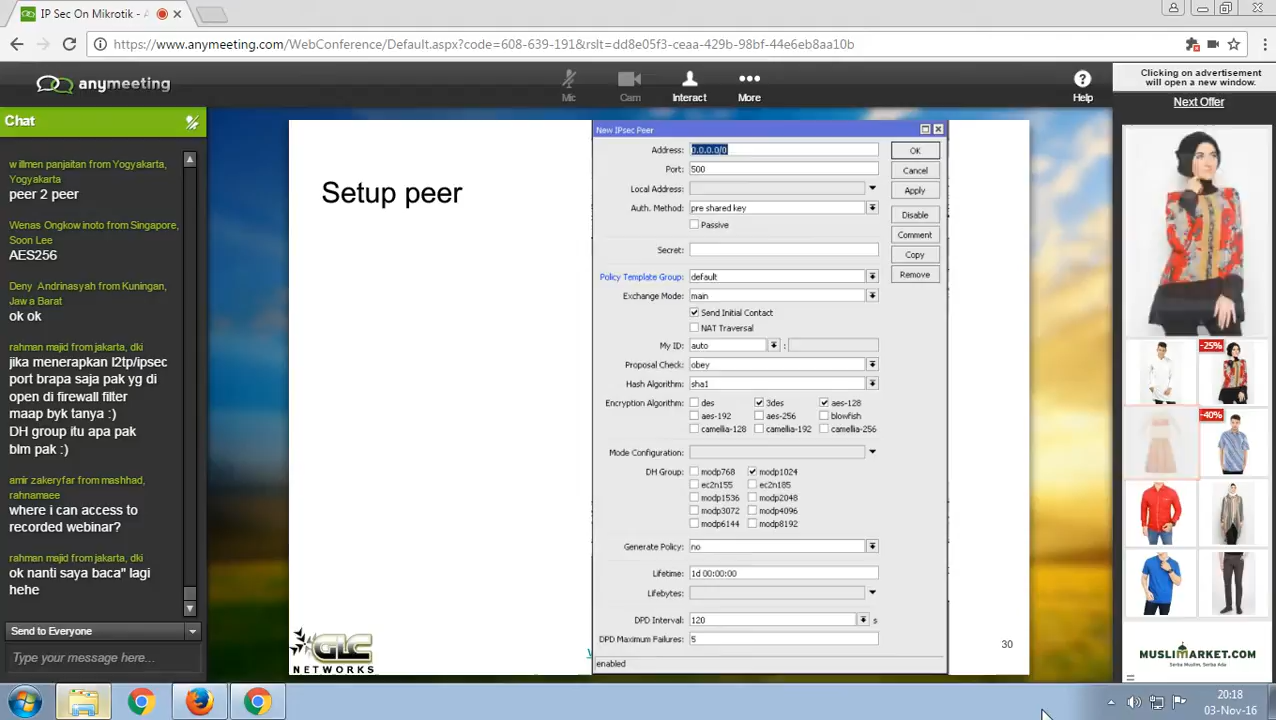 IP Sec On Mikrotik - A
https://www.anymeeting.com/WebConference/Default.aspx?code=608-639-191&rslt=dd8e05f3-ceaa-429b-98bf-44e6eb8aa10b
anymeeting
Mic
Cam
Interact
More
Help
Clicking on advertisement
will open a new window.
Next Offer
Chat
willmen panjaitan from Yogyakarta,
Yogyakarta
peer 2 peer
Wenas Ongkowinoto from Singapore,
Soon Lee
AES256
Deny Andrinasyah from Kuningan,
Jawa Barat
ok ok
rahman majid from jakarta, dki
jika menerapkan l2tp/ipsec
port brapa saja pak yg di
open di firewall filter
maap byk tanya :)
DH group itu apa pak
blm pak :)
amir zakeryfar from mashhad,
rahnamaee
where i can access to
recorded webinar?
rahman majid from jakarta, dki
ok nanti saya baca" lagi
hehe
Send to Everyone
Type your message here...
Setup peer
New IPsec Peer
Address: 0.0.0.0/0
Port: 500
Local Address:
Auth. Method: pre shared key
Passive
Secret:
Policy Template Group: default
Exchange Mode: main
Send Initial Contact
NAT Traversal
My ID: auto :
Proposal Check: obey
Hash Algorithm: sha1
Encryption Algorithm: des 3des aes-128
aes-192 aes-256 blowfish
camellia-128 camellia-192 camellia-256
Mode Configuration:
DH Group: modp768 modp1024
ec2n155 ec2n185
modp1536 modp2048
modp3072 modp4096
modp6144 modp8192
Generate Policy: no
Lifetime: 1d 00:00:00
Lifebytes:
DPD Interval: 120 s
DPD Maximum Failures: 5
enabled
OK
Cancel
Apply
Disable
Comment
Copy
Remove
GLC
NETWORKS
30
-25%
-40%
MUSLIMARKET.COM
Serba Muslim, Serba Ada
20:18
03-Nov-16